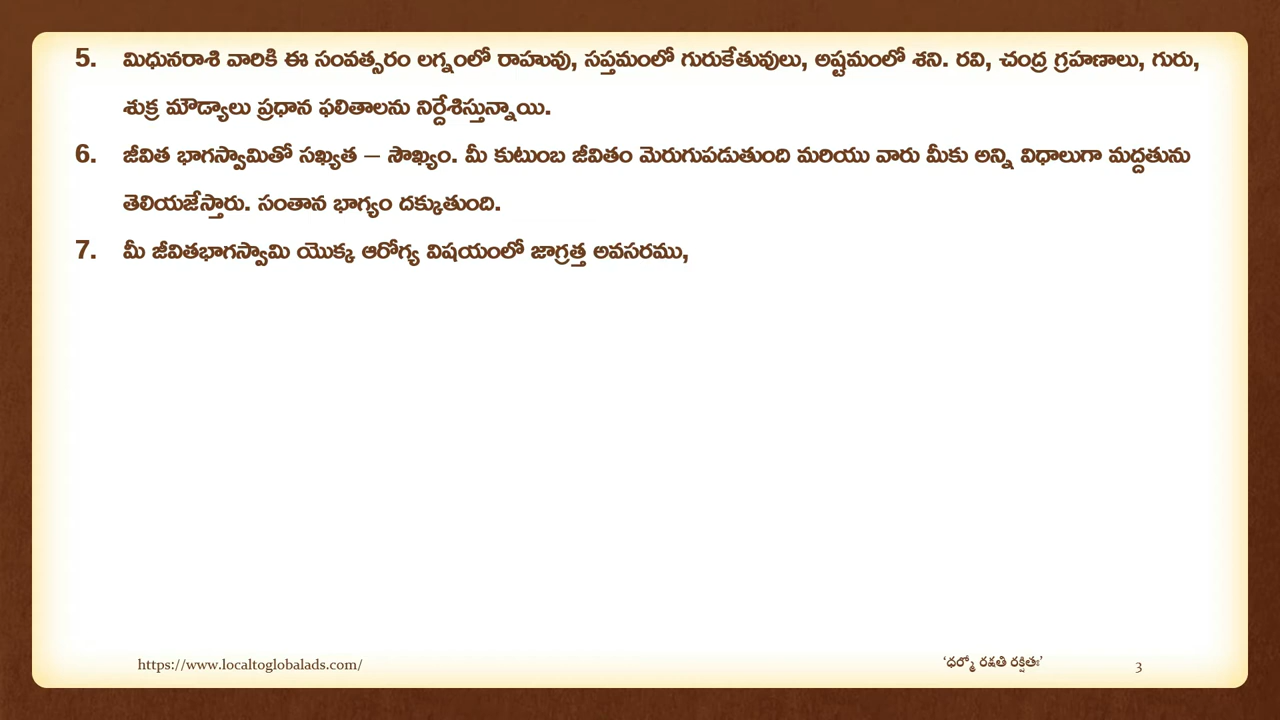 5. మిధునరాశి వారికి ఈ సంవత్సరం లగ్నంలో రాహువు, సప్తమంలో గురుకేతువులు, అష్టమంలో శని. రవి, చంద్ర గ్రహణాలు, గురు,
శుక్ర మౌఢ్యాలు ప్రధాన ఫలితాలను నిర్దేశిస్తున్నాయి.
6. జీవిత భాగస్వామితో సఖ్యత – సౌఖ్యం. మీ కుటుంబ జీవితం మెరుగుపడుతుంది మరియు వారు మీకు అన్ని విధాలుగా మద్దతును
తెలియజేస్తారు. సంతాన భాగ్యం దక్కుతుంది.
7. మీ జీవితభాగస్వామి యొక్క ఆరోగ్య విషయంలో జాగ్రత్త అవసరము,
https://www.localtoglobalads.com/ ‘ధర్మో రక్షతి రక్షితః’ 3